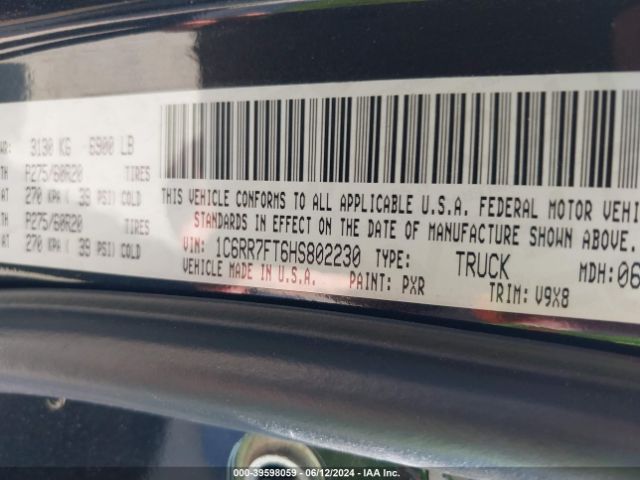 3130 KG 6900 LB
P275/60R20 TIRES
AT 270 KPA ( 39 PSI) COLD
TH P275/60R20 TIRES
AT 270 KPA ( 39 PSI) COLD
THIS VEHICLE CONFORMS TO ALL APPLICABLE U.S.A. FEDERAL MOTOR VEHI
STANDARDS IN EFFECT ON THE DATE OF MANUFACTURE SHOWN ABOVE.
VIN: 1C6RR7FT6HS802230 TYPE: TRUCK MDH: 06
VEHICLE MADE IN U.S.A. PAINT: PXR TRIM: V9X8
000-39598059 - 06/12/2024 - IAA Inc.